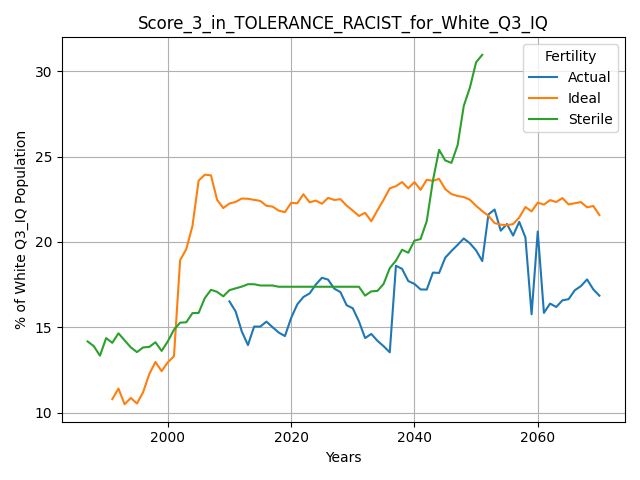 Score_3_in_TOLERANCE_RACIST_for_White_Q3_IQ
% of White Q3_IQ Population
30
25
20
15
10
Fertility
Actual
Ideal
Sterile
2000
2020
2040
2060
Years